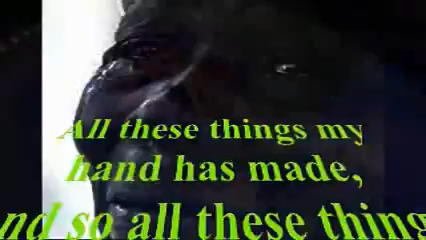 All these things my
hand has made,
nd so all these thing